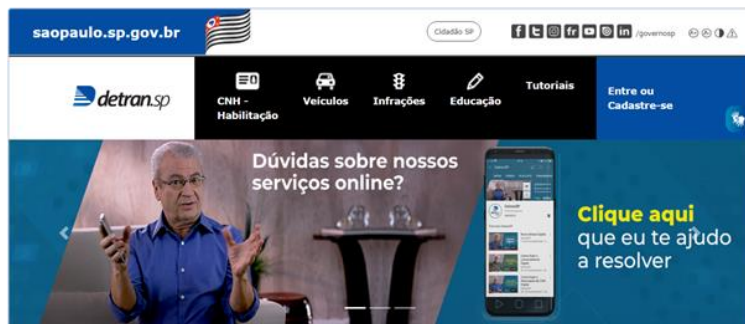 saopaulo.sp.gov.br
Cidadão SP
/governosp
detran.sp
CNH -
Habilitação
Veículos
Infrações
Educação
Tutoriais
Entre ou
Cadastre-se
Dúvidas sobre nossos
serviços online?
Clique aqui
que eu te ajudo
a resolver